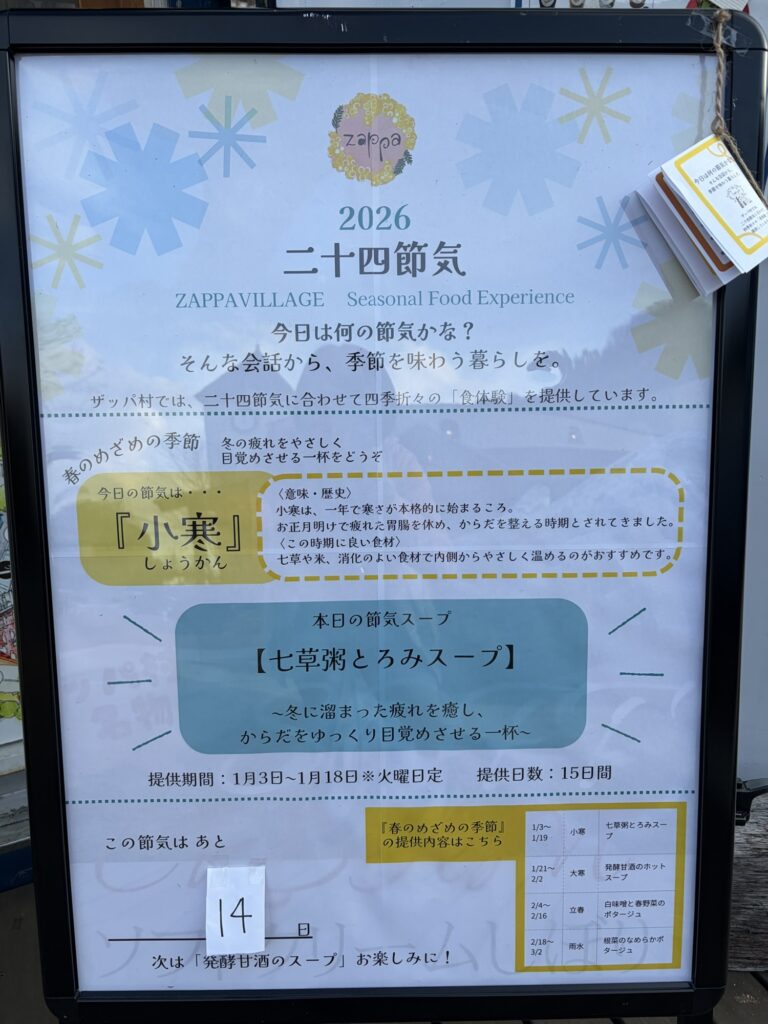 zappa
2026
二十四節気
ZAPPAVILLAGE Seasonal Food Experience
今日は何の節気かな？
そんな会話から、季節を味わう暮らしを。
ザッパ村では、二十四節気に合わせて四季折々の「食体験」を提供しています。
春のめざめの季節
冬の疲れをやさしく
目覚めさせる一杯をどうぞ
今日の節気は・・・
『小寒』
しょうかん
〈意味・歴史〉
小寒は、一年で寒さが本格的に始まるころ。
お正月明けで疲れた胃腸を休め、からだを整える時期とされてきました。
〈この時期に良い食材〉
七草や米、消化のよい食材で内側からやさしく温めるのがおすすめです。
本日の節気スープ
【七草粥とろみスープ】
~冬に溜まった疲れを癒し、
からだをゆっくり目覚めさせる一杯~
提供期間：1月3日~1月18日※火曜日定 提供日数：15日間
この節気は あと
14
日
次は「発酵甘酒のスープ」お楽しみに！
『春のめざめの季節』
の提供内容はこちら
1/3～
1/19
小寒
七草粥とろみスー
プ
1/21～
2/2
大寒
発酵甘酒のホット
スープ
2/4～
2/16
立春
白味噌と春野菜の
ポタージュ
2/18～
3/2
雨水
根菜のなめらかポ
タージュ